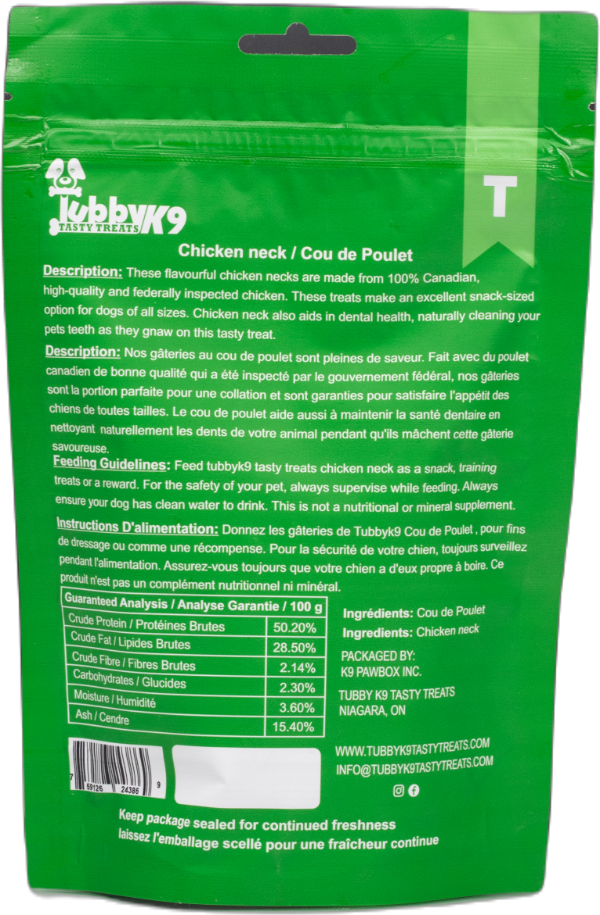 T
TubbyK9
TASTY TREATS
Chicken neck / Cou de Poulet
Description: These flavourful chicken necks are made from 100% Canadian,
high-quality and federally inspected chicken. These treats make an excellent snack-sized
option for dogs of all sizes. Chicken neck also aids in dental health, naturally cleaning your
pets teeth as they gnaw on this tasty treat.
Description: Nos gâteries au cou de poulet sont pleines de saveur. Fait avec du poulet
canadien de bonne qualité qui a été inspecté par le gouvernement fédéral, nos gâteries
sont la portion parfaite pour une collation et sont garanties pour satisfaire l'appétit des
chiens de toutes tailles. Le cou de poulet aide aussi à maintenir la santé dentaire en
nettoyant naturellement les dents de votre animal pendant qu'ils mâchent cette gâterie
savoureuse.
Feeding Guidelines: Feed tubbyk9 tasty treats chicken neck as a snack, training
treats or a reward. For the safety of your pet, always supervise while feeding. Always
ensure your dog has clean water to drink. This is not a nutritional or mineral supplement.
Instructions D'alimentation: Donnez les gâteries de Tubbyk9 Cou de Poulet , pour fins
de dressage ou comme une récompense. Pour la sécurité de votre chien, toujours surveillez
pendant l'alimentation. Assurez-vous toujours que votre chien a d'eux propre à boire. Ce
produit n'est pas un complément nutritionnel ni minéral.
Guaranteed Analysis / Analyse Garantie / 100 g
Crude Protein / Protéines Brutes 50.20%
Crude Fat / Lipides Brutes 28.50%
Crude Fibre / Fibres Brutes 2.14%
Carbohydrates / Glucides 2.30%
Moisture / Humidité 3.60%
Ash / Cendre 15.40%
Ingrédients: Cou de Poulet
Ingredients: Chicken neck
PACKAGED BY:
K9 PAWBOX INC.
TUBBY K9 TASTY TREATS
NIAGARA, ON
WWW.TUBBYK9TASTYTREATS.COM
INFO@TUBBYK9TASTYTREATS.COM
7 69126 24386 9
Keep package sealed for continued freshness
laissez l'emballage scellé pour une fraîcheur continue